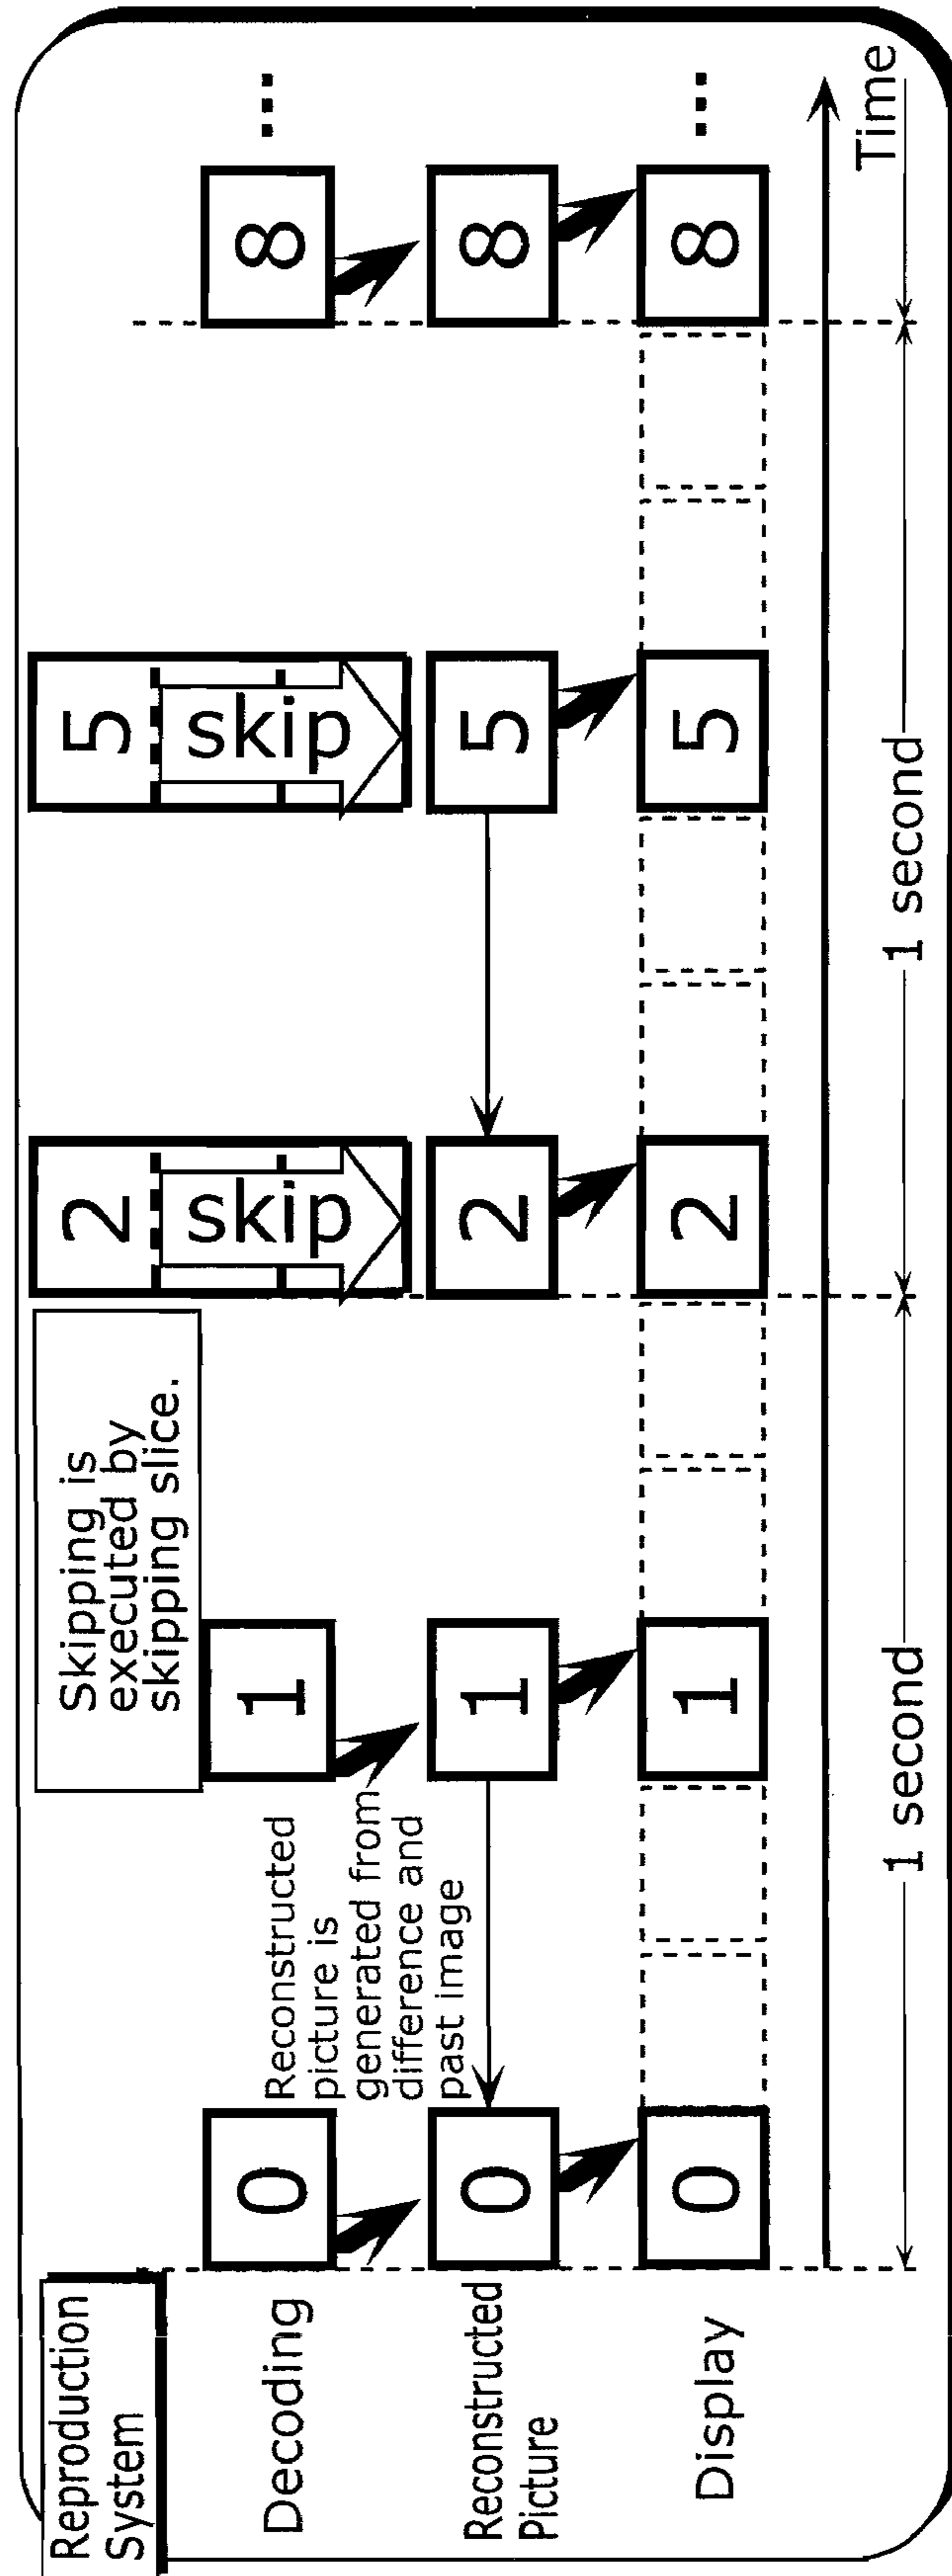 Reproduction
System
Skipping is
executed by
skipping slice.
2
skip
5
skip
Decoding
0
1
8
...
Reconstructed
picture is
generated from
difference and
past image
Reconstructed
Picture
0
1
2
5
8
Display
0
1
2
5
8
...
Time
1 second
1 second